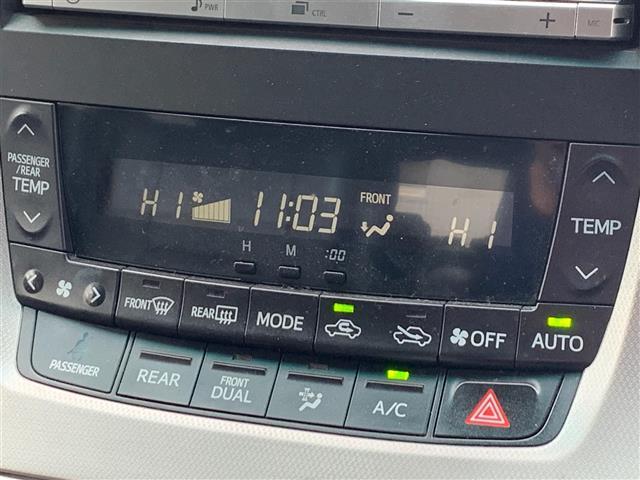 PWR CTRL - + MIC
PASSENGER
/REAR
TEMP
HI 11:03 FRONT HI
TEMP
H M :00
FRONT REAR MODE OFF AUTO
PASSENGER REAR FRONT
DUAL A/C